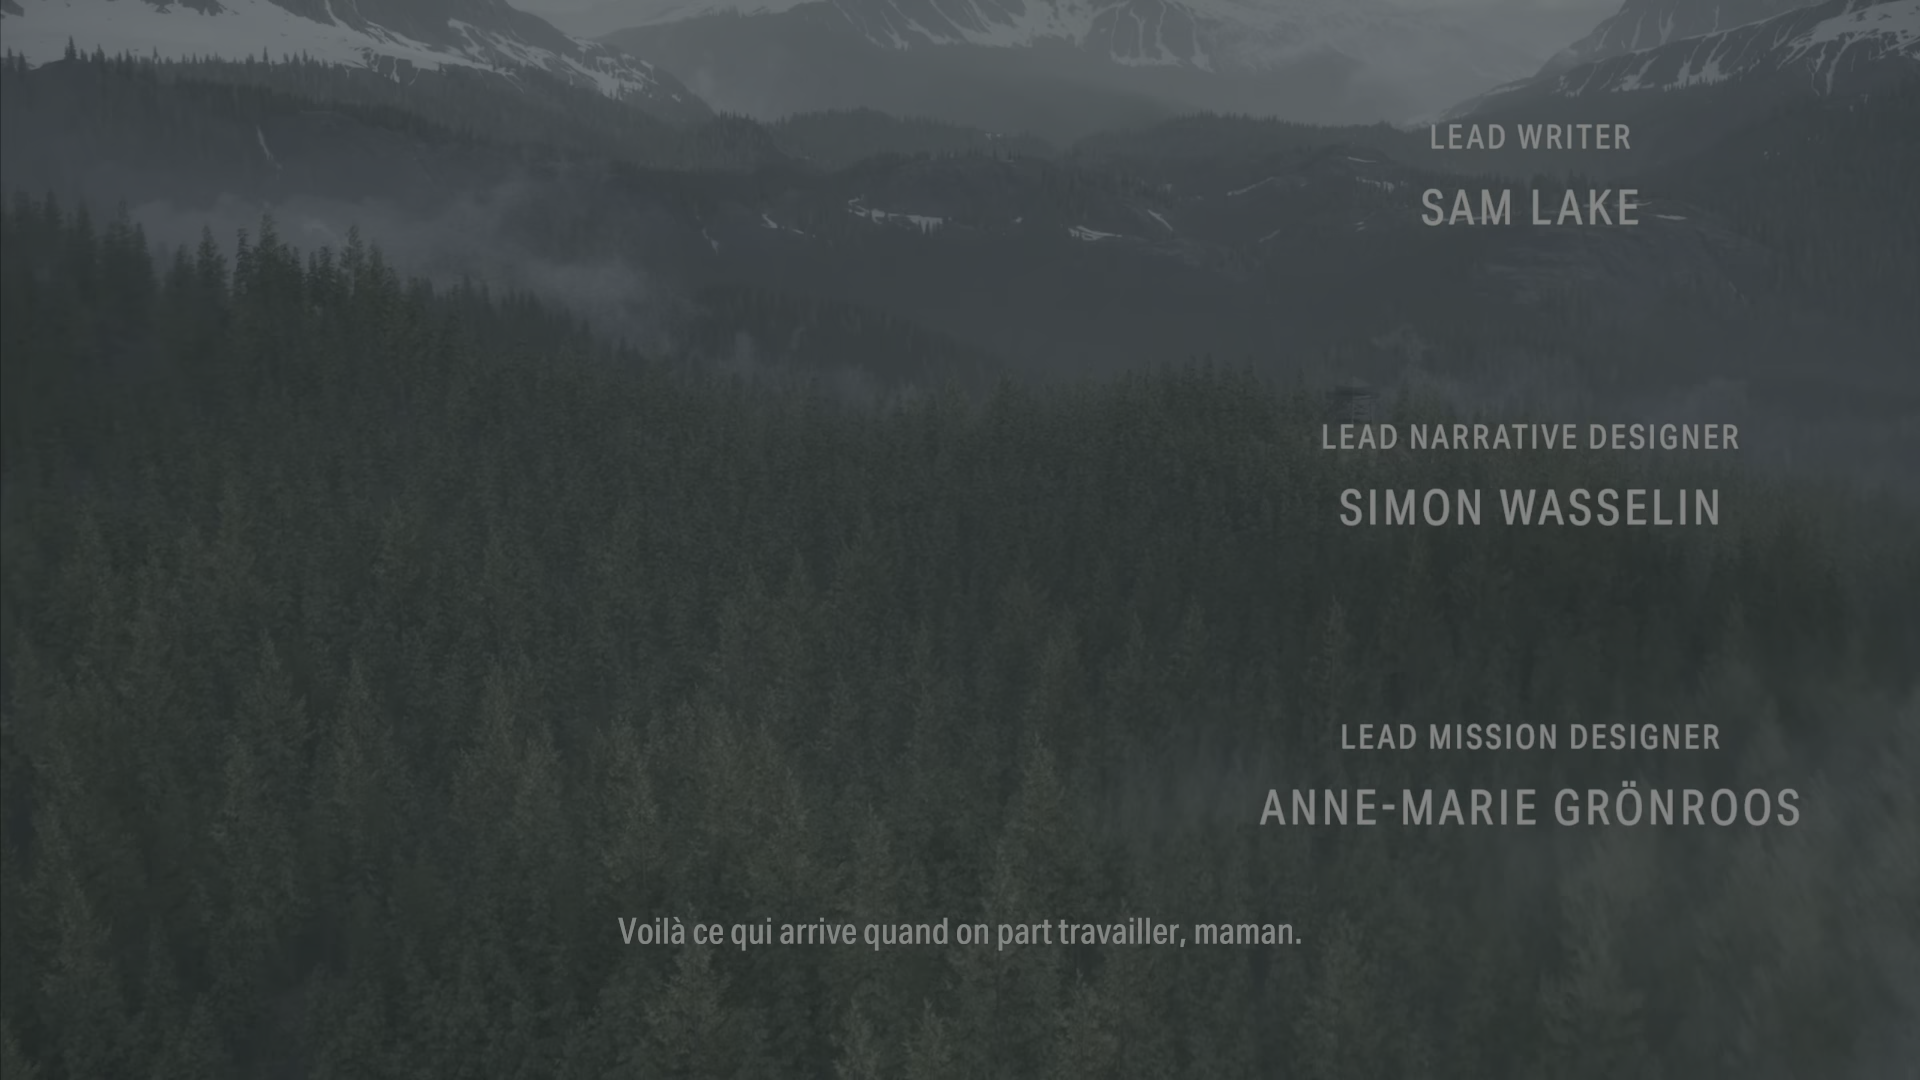 LEAD WRITER
SAM LAKE
LEAD NARRATIVE DESIGNER
SIMON WASSELIN
LEAD MISSION DESIGNER
ANNE-MARIE GRÖNROOS
Voilà ce qui arrive quand on part travailler, maman.